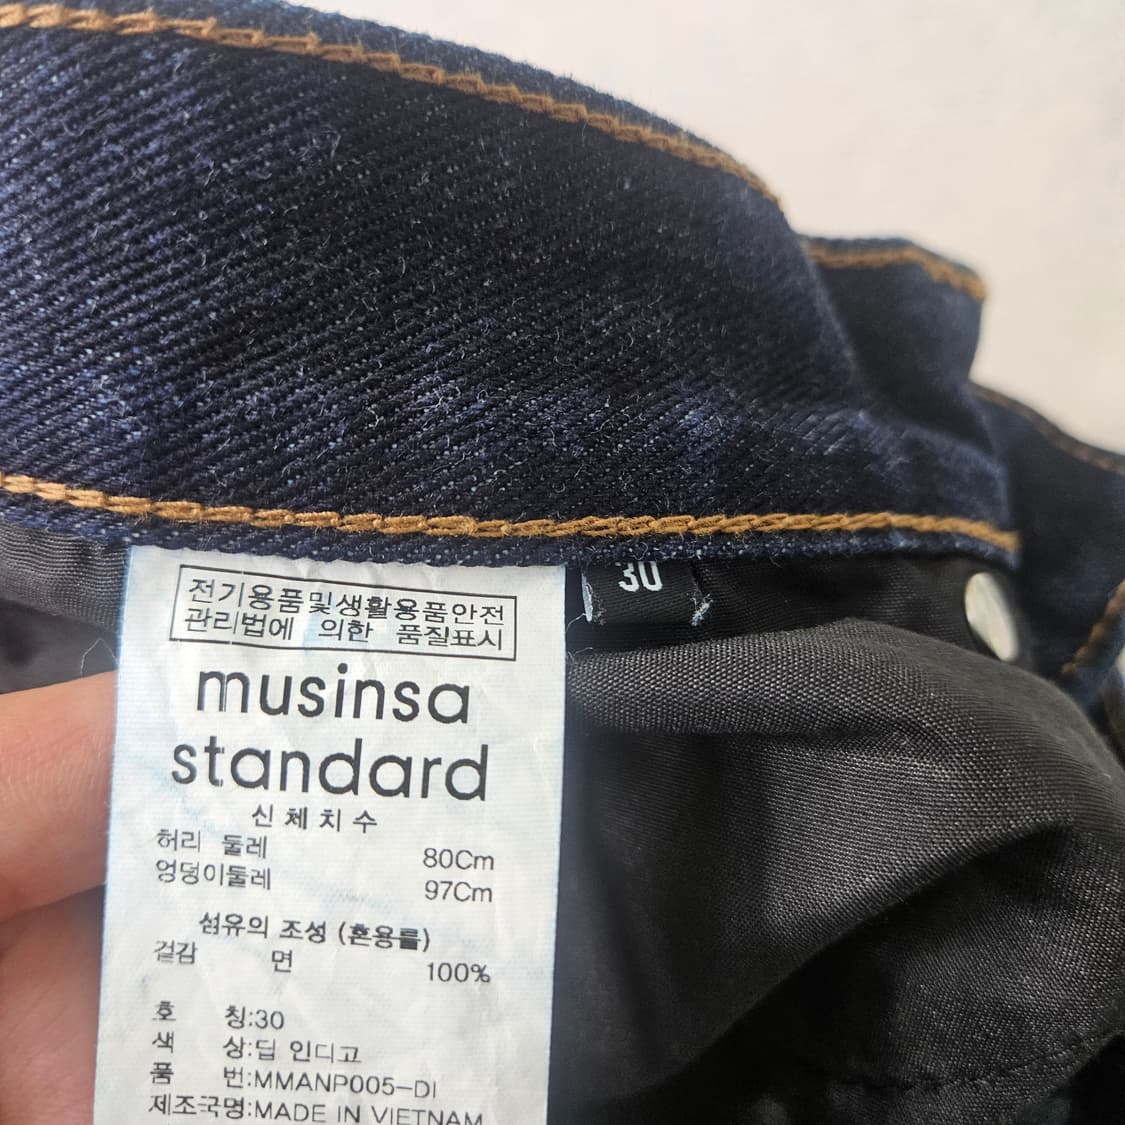 전기용품및생활용품안전
관리법에 의한 품질표시
musinsa
standard
신체치수
허리 둘레 80Cm
엉덩이둘레 97Cm
섬유의 조성 (혼용률)
겉감 면 100%
호 칭:30
색 상:딥 인디고
품 번:MMANP005-DI
제조국명:MADE IN VIETNAM
30